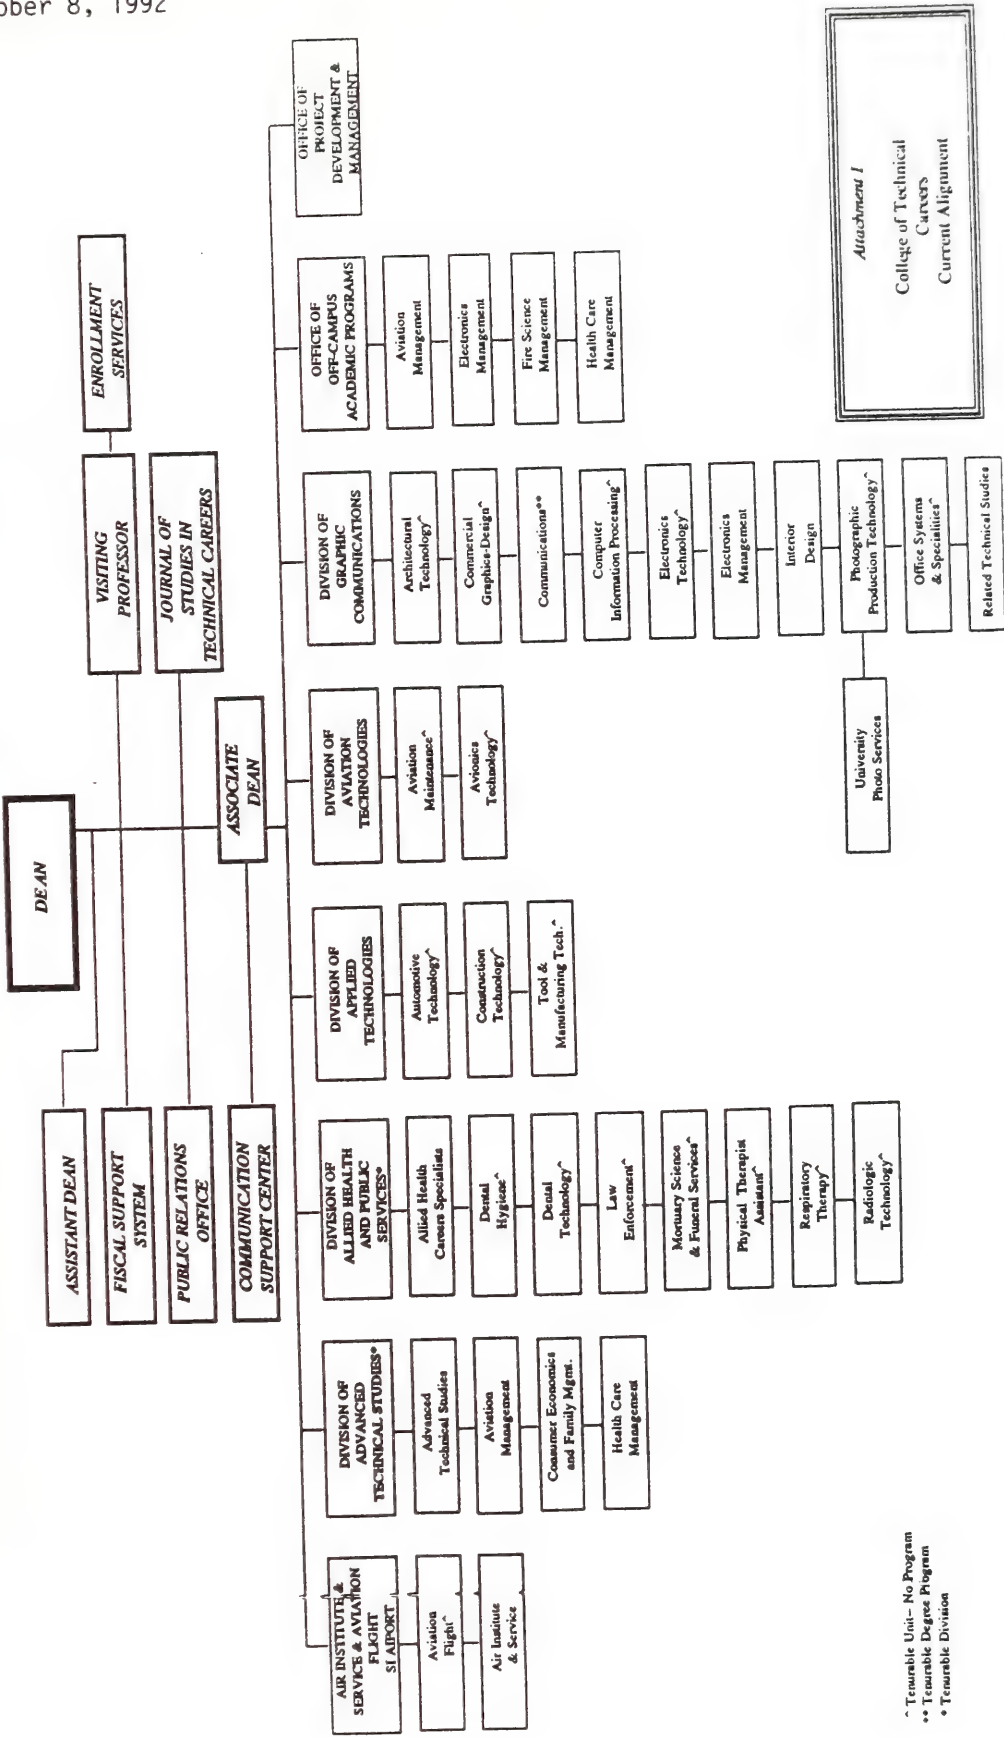 ober 8, 1992
DEAN
ASSISTANT DEAN
FISCAL SUPPORT
SYSTEM
PUBLIC RELATIONS
OFFICE
COMMUNICATION
SUPPORT CENTER
VISITING
PROFESSOR
ENROLLMENT
SERVICES
JOURNAL OF
STUDIES IN
TECHNICAL CAREERS
ASSOCIATE
DEAN
AIR INSTITUTE &
SERVICE & AVIATION
FLIGHT
SI AIPORT
Aviation
Flight^
Air Institute
& Service
DIVISION OF
ADVANCED
TECHNICAL STUDIES*
Advanced
Technical Studies
Aviation
Management
Consumer Economics
and Family Mgmt.
Health Care
Management
DIVISION OF
ALLIED HEALTH
AND PUBLIC
SERVICES*
Allied Health
Careers Specialists
Dental
Hygiene^
Dental
Technology^
Law
Enforcement^
Mortuary Science
& Funeral Services^
Physical Therapist
Assistant^
Respiratory
Therapy^
Radiologic
Technology^
DIVISION OF
APPLIED
TECHNOLOGIES
Automotive
Technology^
Construction
Technology^
Tool &
Manufacturing Tech.^
DIVISION OF
AVIATION
TECHNOLOGIES
Aviation
Maintenance^
Avionics
Technology^
DIVISION OF
GRAPHIC
COMMUNICATIONS
Architectural
Technology^
Commercial
Graphics-Design^
Communications**
Computer
Information Processing^
Electronics
Technology^
Electronics
Management
Interior
Design
Photographic
Production Technology^
University
Photo Services
Office Systems
& Specialities^
Related Technical Studies
OFFICE OF
OFF-CAMPUS
ACADEMIC PROGRAMS
Aviation
Management
Electronics
Management
Fire Science
Management
Health Care
Management
OFFICE OF
PROJECT
DEVELOPMENT &
MANAGEMENT
^ Tenurable Unit– No Program
** Tenurable Degree Program
* Tenurable Division
Attachment I
College of Technical
Careers
Current Alignment